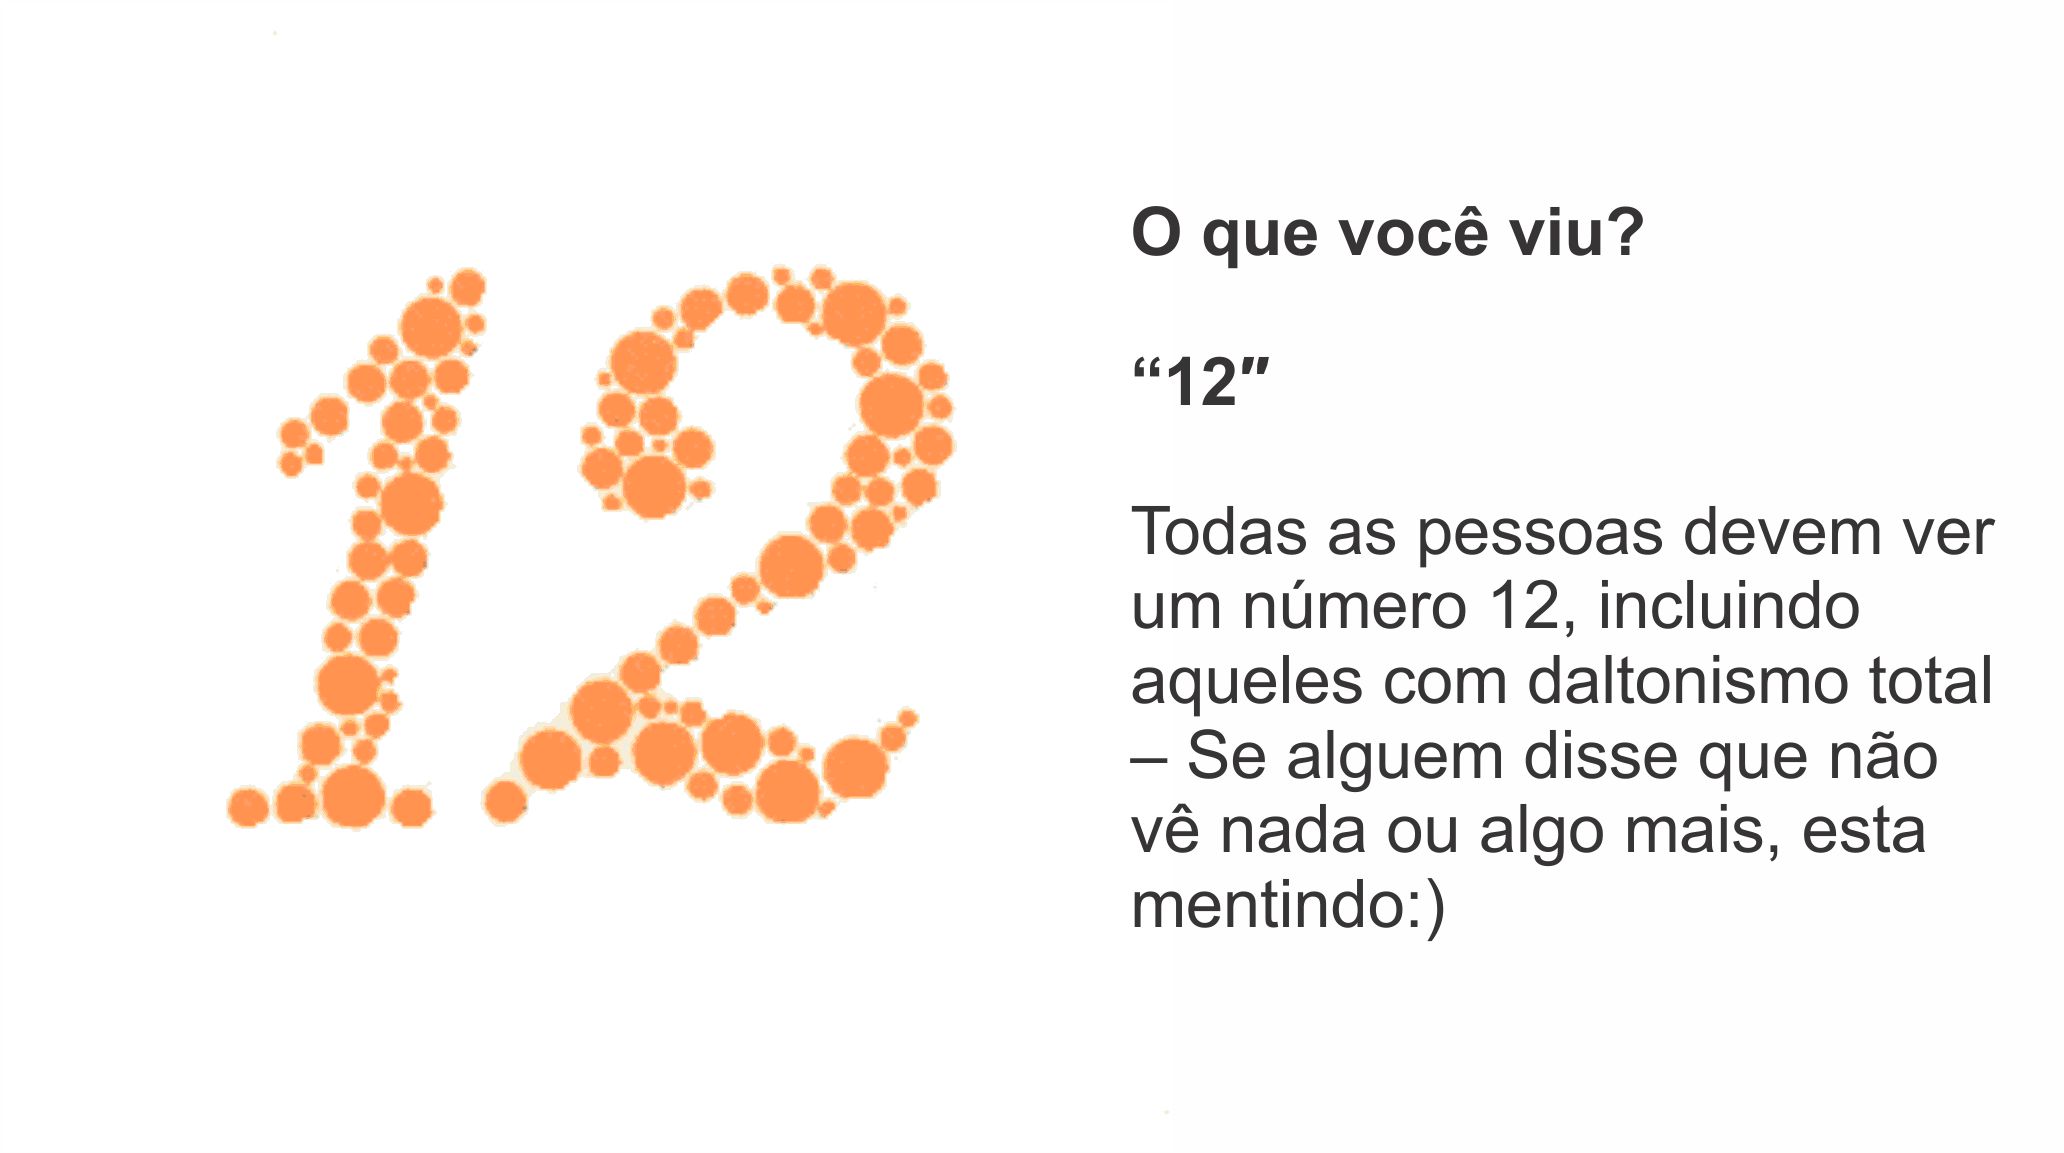 12
O que você viu?
“12″
Todas as pessoas devem ver
um número 12, incluindo
aqueles com daltonismo total
– Se alguem disse que não
vê nada ou algo mais, esta
mentindo:)